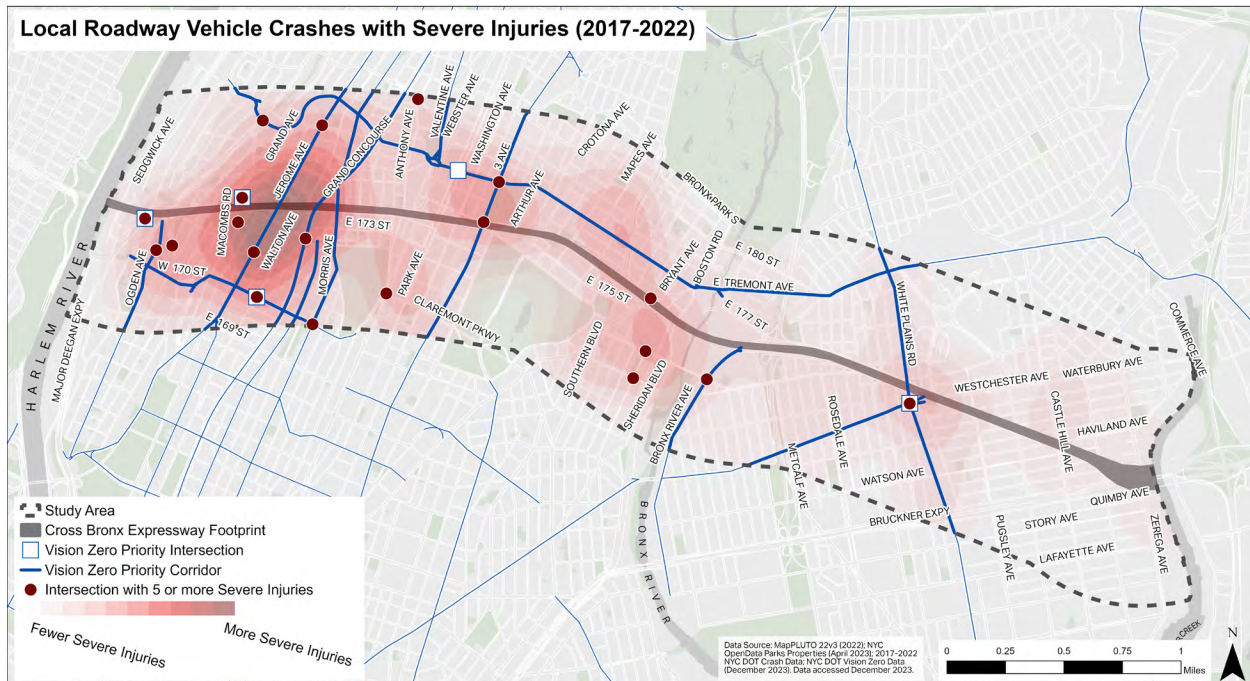 Local Roadway Vehicle Crashes with Severe Injuries (2017-2022)
SEDGWICK AVE
GRAND AVE
JEROME AVE
GRAND CONCOURSE
ANTHONY AVE
VALENTINE AVE
WEBSTER AVE
WASHINGTON AVE
3 AVE
ARTHUR AVE
CROTONA AVE
MAPES AVE
BRONX PARK S
MACOMBS RD
WALTON AVE
E 173 ST
MORRIS AVE
PARK AVE
CLAREMONT PKWY
OGDEN AVE
W 170 ST
E 169 ST
MAJOR DEEGAN EXPY
HARLEM RIVER
E 175 ST
BRYANT AVE
BOSTON RD
E 180 ST
E TREMONT AVE
E 177 ST
SOUTHERN BLVD
SHERIDAN BLVD
BRONX RIVER AVE
BRONX RIVER
WHITE PLAINS RD
WESTCHESTER AVE
WATERBURY AVE
COMMERCE AVE
ROSEDALE AVE
METCALF AVE
CASTLE HILL AVE
HAVILAND AVE
WATSON AVE
BRUCKNER EXPY
QUIMBY AVE
STORY AVE
PUGSLEY AVE
LAFAYETTE AVE
ZEREGA AVE
CREEK
Study Area
Cross Bronx Expressway Footprint
Vision Zero Priority Intersection
Vision Zero Priority Corridor
Intersection with 5 or more Severe Injuries
Fewer Severe Injuries
More Severe Injuries
Data Source: MapPLUTO 22v3 (2022); NYC
OpenData Parks Properties (April 2023); 2017-2022
NYC DOT Crash Data; NYC DOT Vision Zero Data
(December 2023). Data accessed December 2023.
0 0.25 0.5 0.75 1
Miles
N